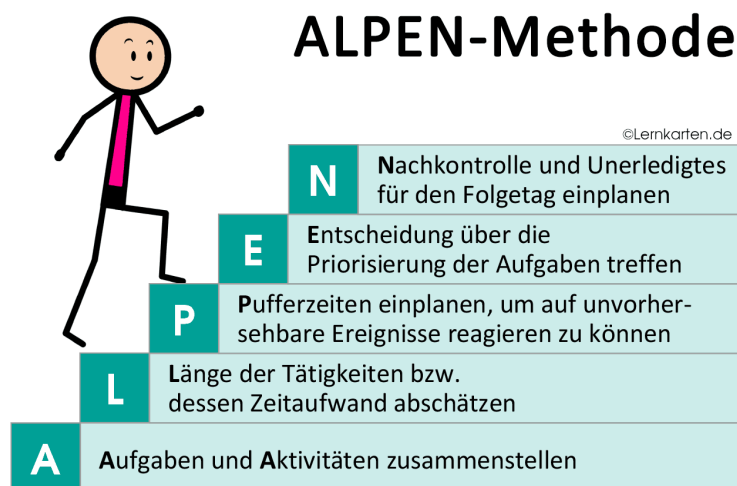 ALPEN-Methode
©Lernkarten.de
N
Nachkontrolle und Unerledigtes
für den Folgetag einplanen
E
Entscheidung über die
Priorisierung der Aufgaben treffen
P
Pufferzeiten einplanen, um auf unvorher-
sehbare Ereignisse reagieren zu können
L
Länge der Tätigkeiten bzw.
dessen Zeitaufwand abschätzen
A
Aufgaben und Aktivitäten zusammenstellen